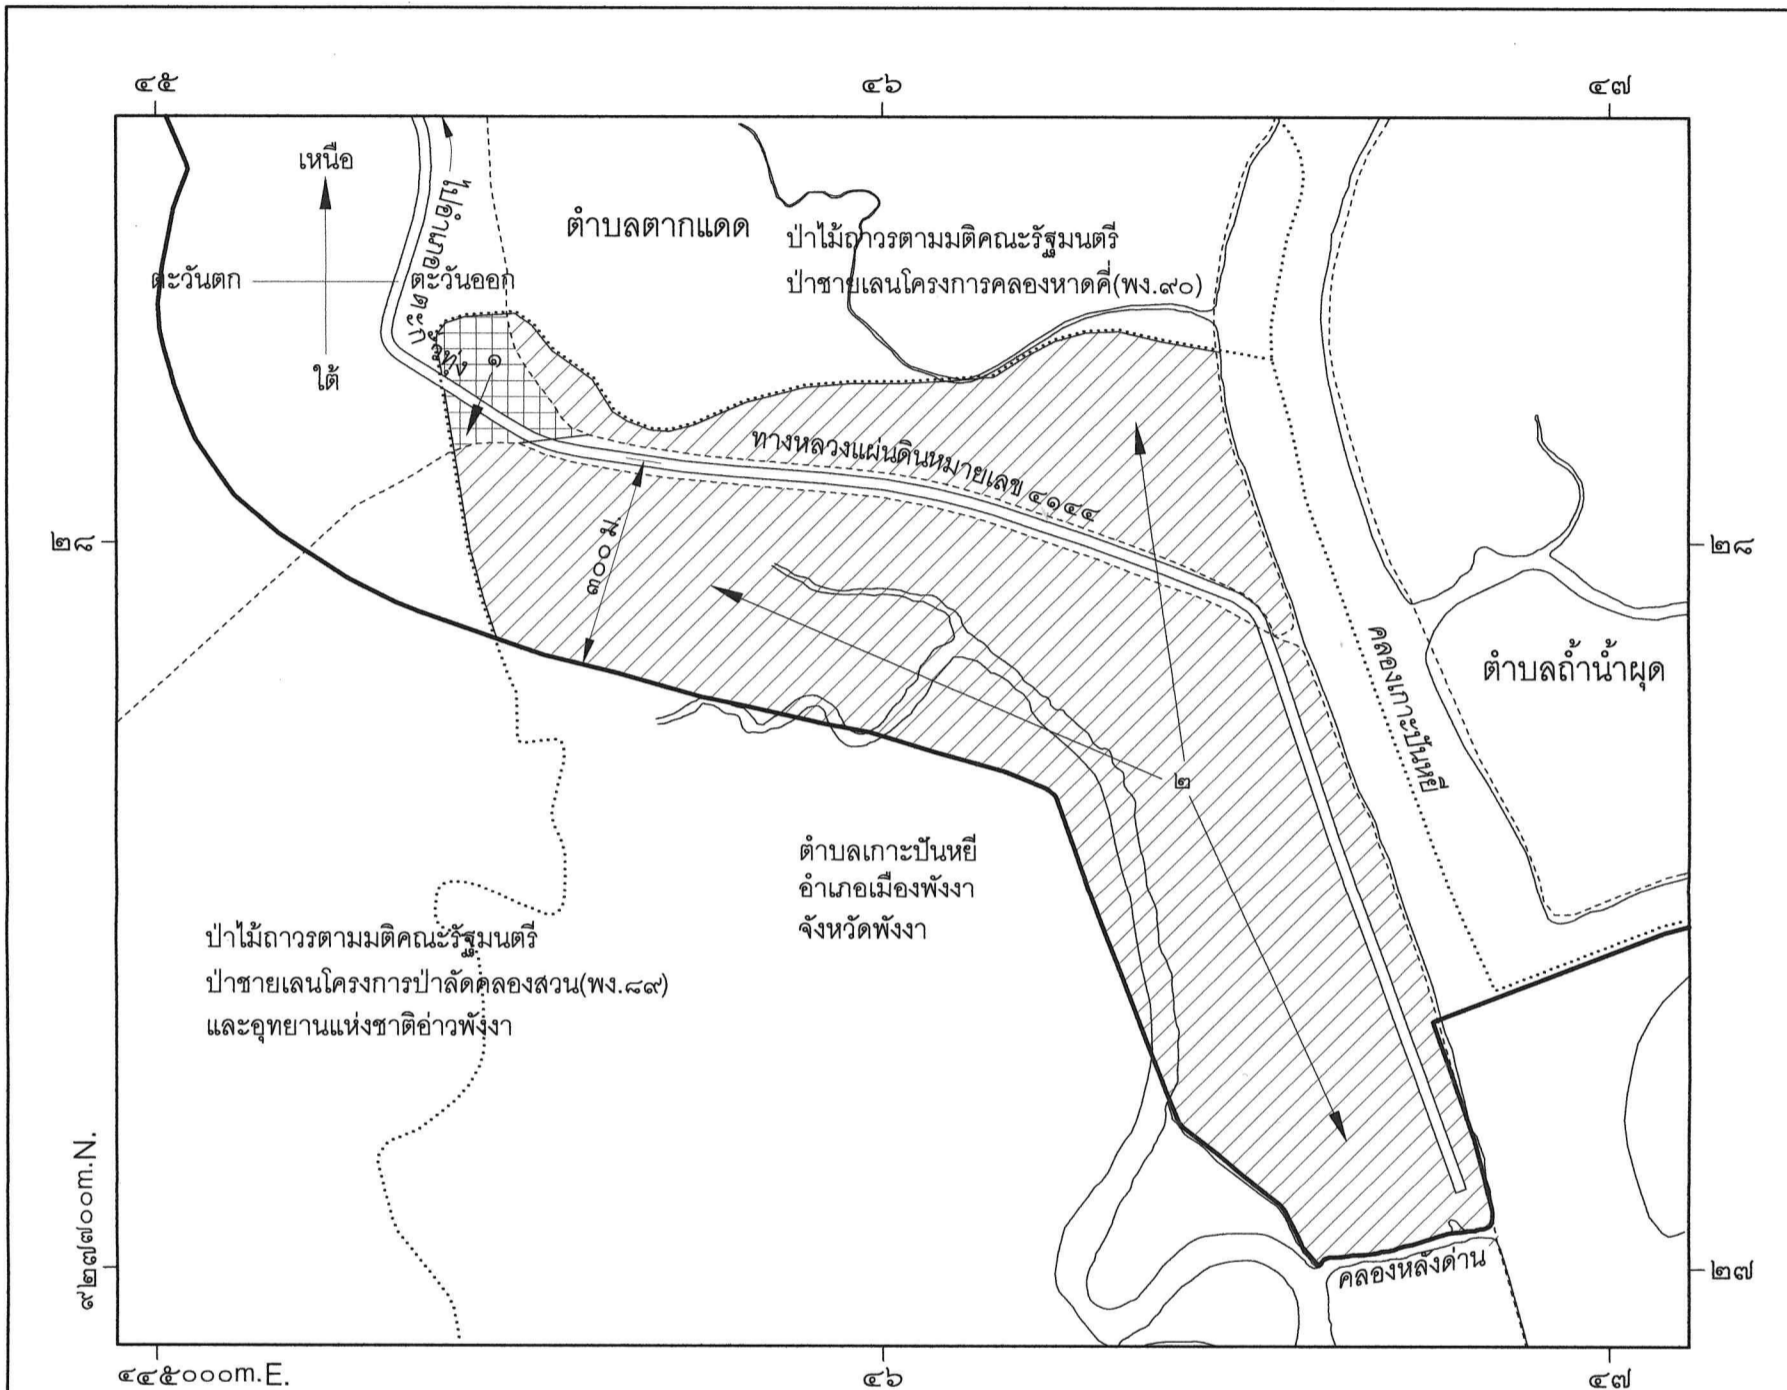 ๔๕
๔๖
๔๗
เหนือ
ตะวันตก
ตะวันออก
ใต้
ไปอำเภอตะกั่วทุ่ง
ตำบลตากแดด
ป่าไม้ถาวรตามมติคณะรัฐมนตรี
ป่าชายเลนโครงการคลองหาดคี่(พง.๙๐)
๑
ทางหลวงแผ่นดินหมายเลข ๔๑๔๔
๒๘
๓๐๐ ม.
๒๘
คลองเกาะปันหยี
ตำบลถ้ำน้ำผุด
๒
ตำบลเกาะปันหยี
อำเภอเมืองพังงา
จังหวัดพังงา
ป่าไม้ถาวรตามมติคณะรัฐมนตรี
ป่าชายเลนโครงการป่าลัดคลองสวน(พง.๘๙)
และอุทยานแห่งชาติอ่าวพังงา
๙๒๗๗๐๐๐m.N.
คลองหลังด่าน
๒๗
๔๔๕๐๐๐m.E.
๔๖
๔๗